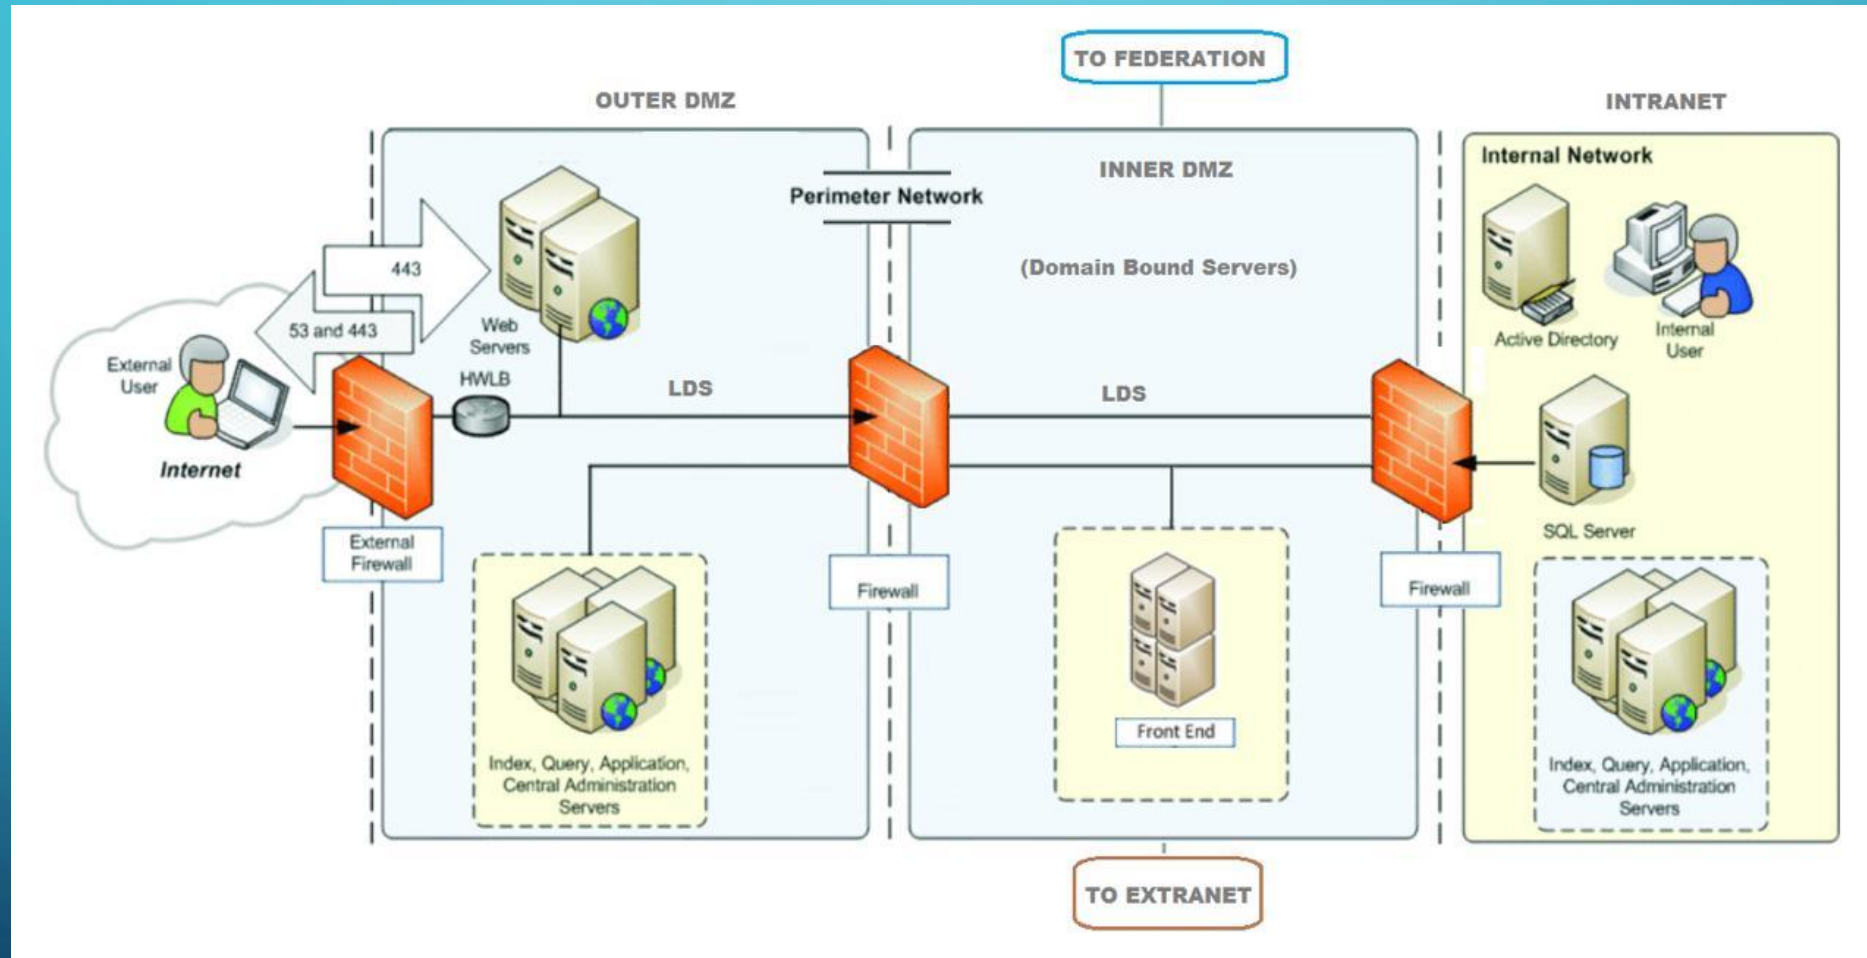 TO FEDERATION
OUTER DMZ
INTRANET
Internal Network
INNER DMZ
Perimeter Network
(Domain Bound Servers)
443
53 and 443
Web
Servers
External
User
HWLB
LDS
LDS
Active Directory
Internal
User
Internet
SQL Server
External
Firewall
Firewall
Firewall
Front End
Index, Query, Application,
Central Administration
Servers
Index, Query, Application,
Central Administration
Servers
TO EXTRANET